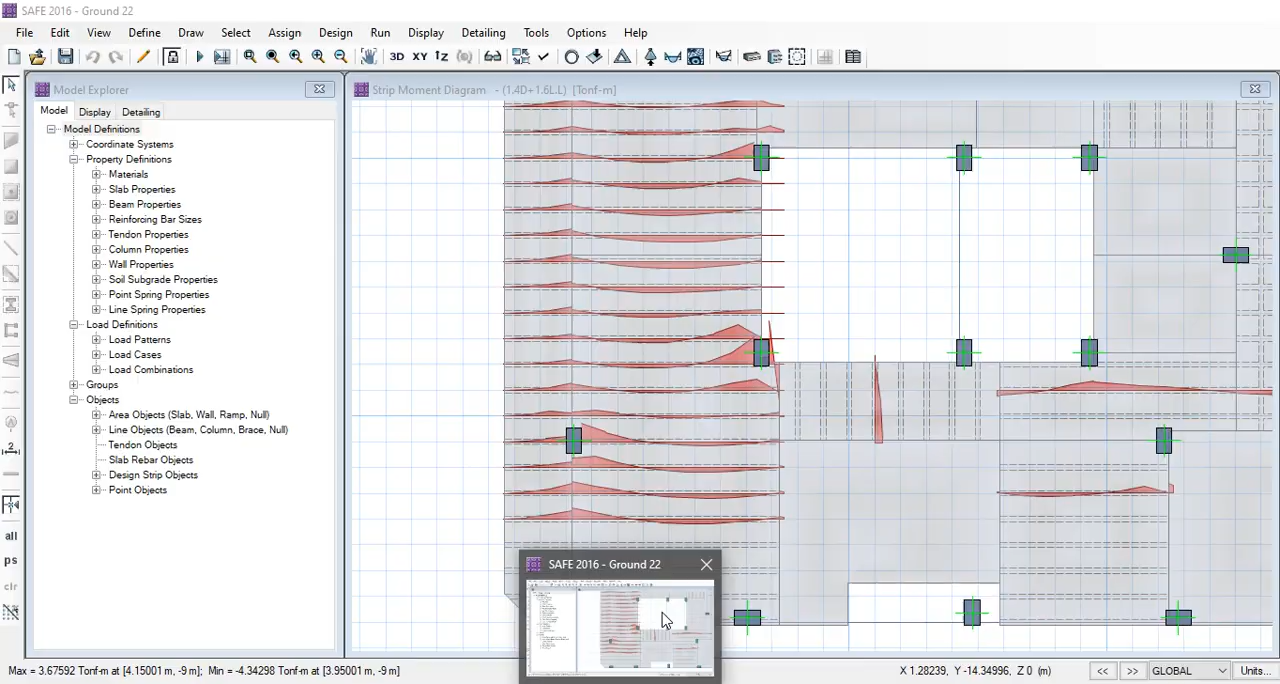 SAFE 2016 - Ground 22
File Edit View Define Draw Select Assign Design Run Display Detailing Tools Options Help
3D XY
Model Explorer
Strip Moment Diagram - (1.4D+1.6L.L) [Tonf-m]
Model Display Detailing
Model Definitions
Coordinate Systems
Property Definitions
Materials
Slab Properties
Beam Properties
Reinforcing Bar Sizes
Tendon Properties
Column Properties
Wall Properties
Soil Subgrade Properties
Point Spring Properties
Line Spring Properties
Load Definitions
Load Patterns
Load Cases
Load Combinations
Groups
Objects
Area Objects (Slab, Wall, Ramp, Null)
Line Objects (Beam, Column, Brace, Null)
Tendon Objects
Slab Rebar Objects
Design Strip Objects
Point Objects
all
ps
clr
SAFE 2016 - Ground 22
Max = 3.67592 Tonf-m at [4.15001 m, -9 m]; Min = -4.34298 Tonf-m at [3.95001 m, -9 m]
X 1.28239, Y -14.34996, Z 0 (m)
<< >> GLOBAL Units...